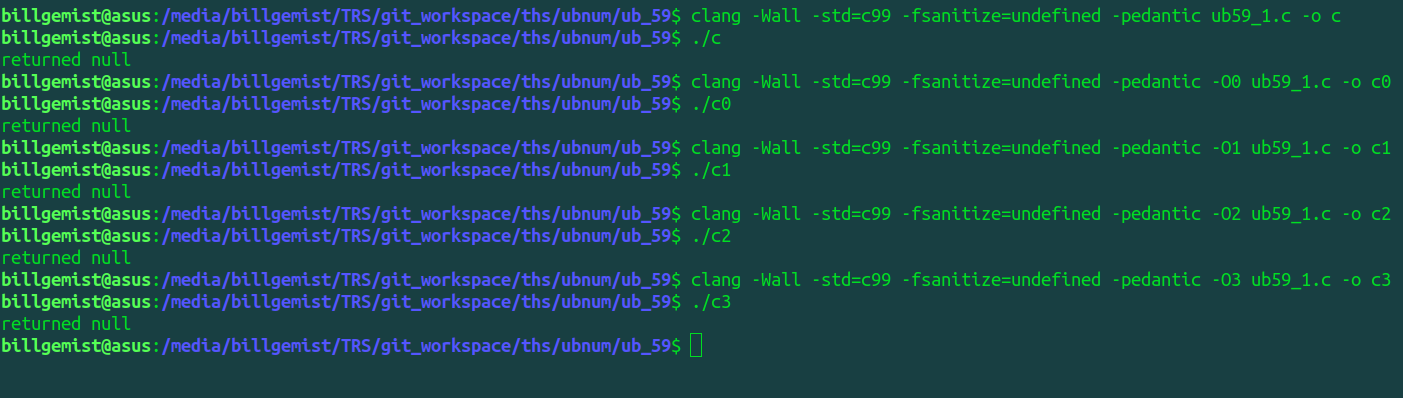 billgemist@asus:/media/billgemist/TRS/git_workspace/ths/ubnum/ub_59$ clang -Wall -std=c99 -fsanitize=undefined -pedantic ub59_1.c -o c
billgemist@asus:/media/billgemist/TRS/git_workspace/ths/ubnum/ub_59$ ./c
returned null
billgemist@asus:/media/billgemist/TRS/git_workspace/ths/ubnum/ub_59$ clang -Wall -std=c99 -fsanitize=undefined -pedantic -O0 ub59_1.c -o c0
billgemist@asus:/media/billgemist/TRS/git_workspace/ths/ubnum/ub_59$ ./c0
returned null
billgemist@asus:/media/billgemist/TRS/git_workspace/ths/ubnum/ub_59$ clang -Wall -std=c99 -fsanitize=undefined -pedantic -O1 ub59_1.c -o c1
billgemist@asus:/media/billgemist/TRS/git_workspace/ths/ubnum/ub_59$ ./c1
returned null
billgemist@asus:/media/billgemist/TRS/git_workspace/ths/ubnum/ub_59$ clang -Wall -std=c99 -fsanitize=undefined -pedantic -O2 ub59_1.c -o c2
billgemist@asus:/media/billgemist/TRS/git_workspace/ths/ubnum/ub_59$ ./c2
returned null
billgemist@asus:/media/billgemist/TRS/git_workspace/ths/ubnum/ub_59$ clang -Wall -std=c99 -fsanitize=undefined -pedantic -O3 ub59_1.c -o c3
billgemist@asus:/media/billgemist/TRS/git_workspace/ths/ubnum/ub_59$ ./c3
returned null
billgemist@asus:/media/billgemist/TRS/git_workspace/ths/ubnum/ub_59$